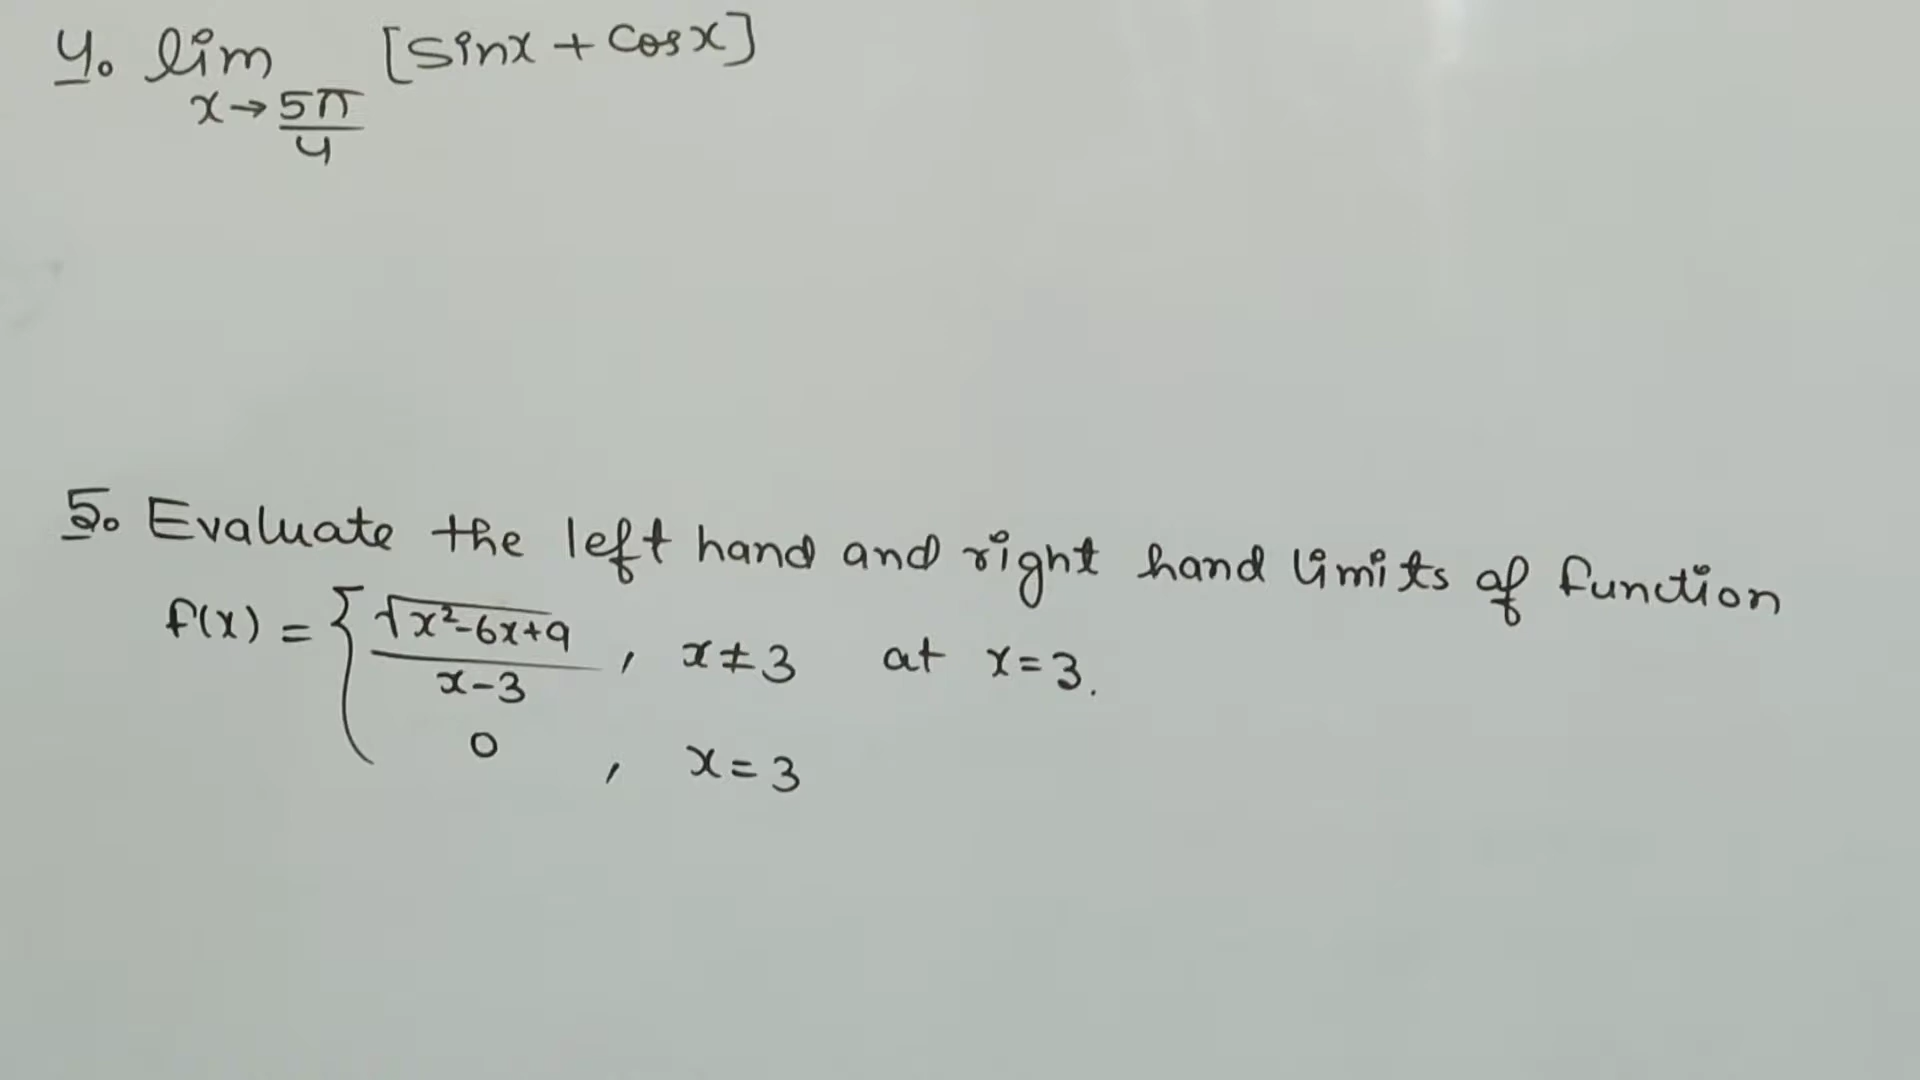 4. lim [sinx + cosx]
x→5π/4
5. Evaluate the left hand and right hand limits of function
f(x) = { √(x²-6x+9) / (x-3) , x≠3 at x=3.
0 , x=3